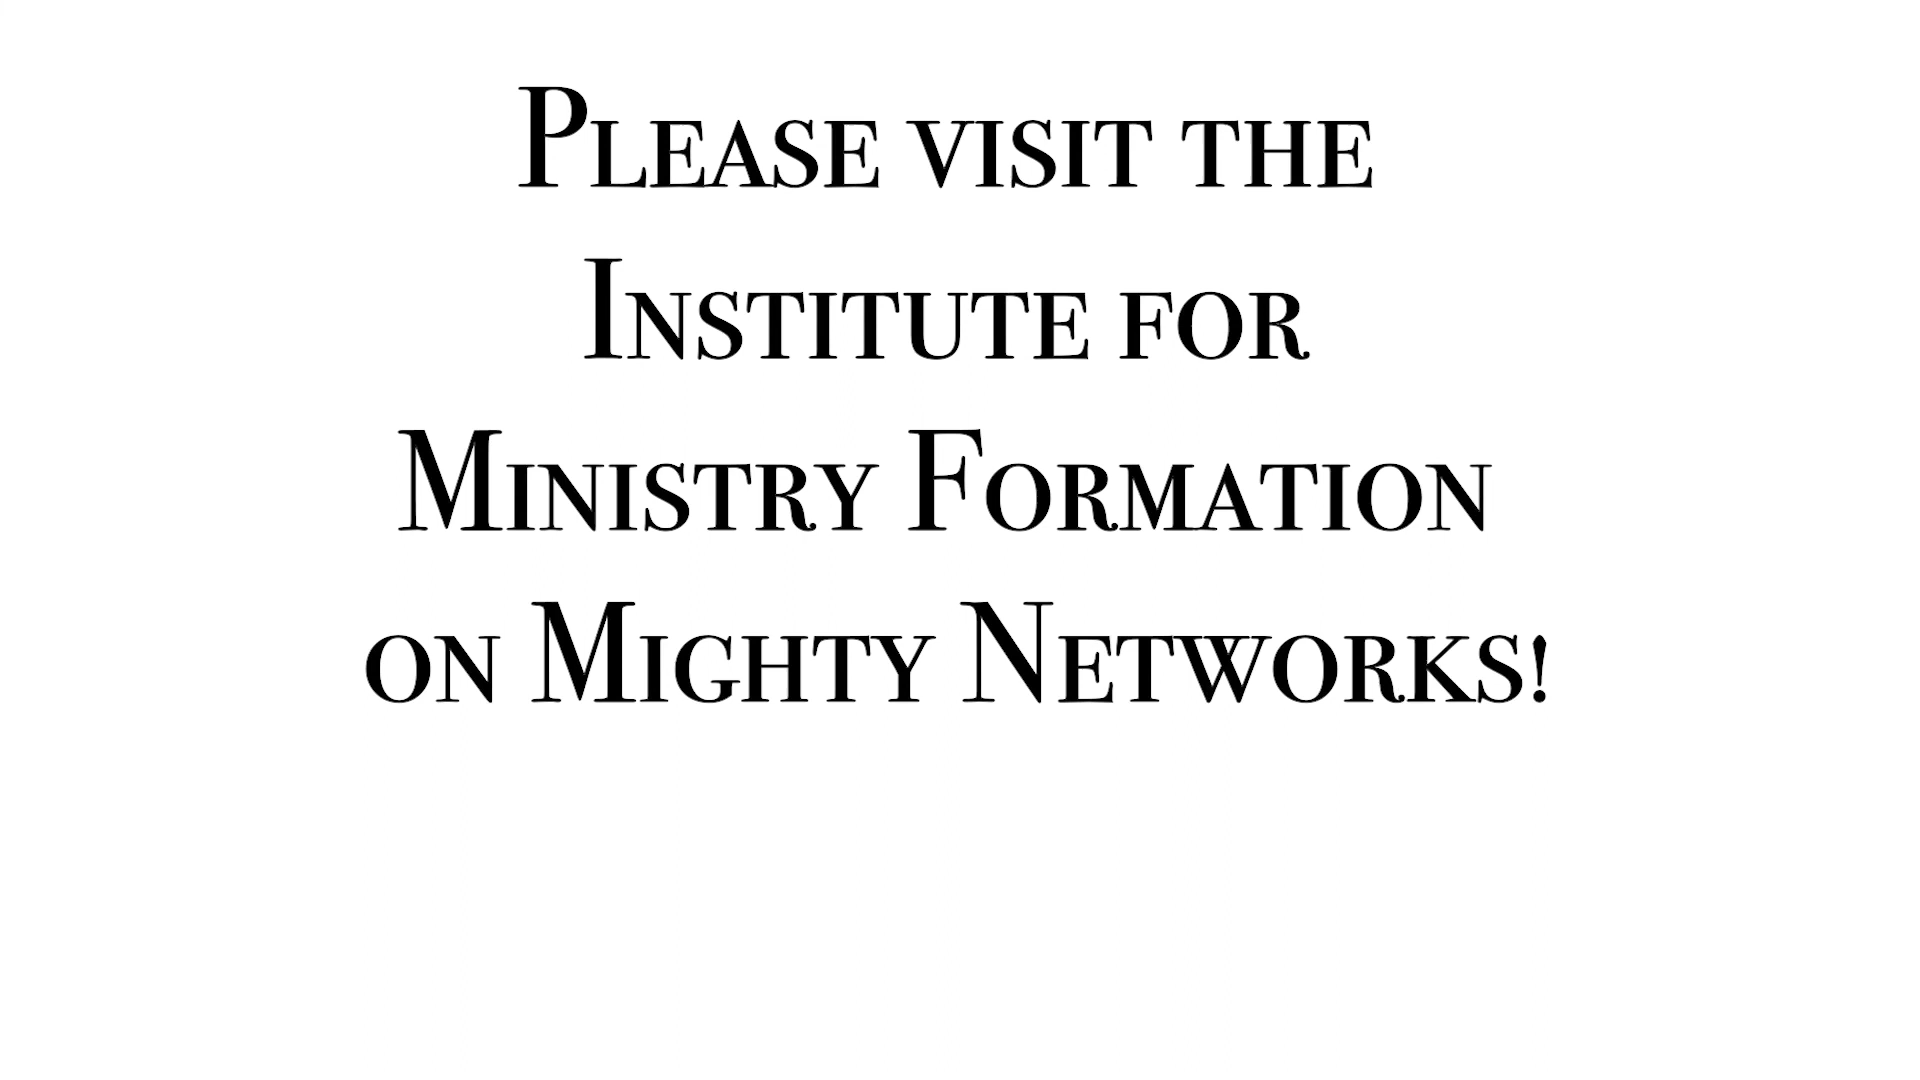 Please visit the
Institute for
Ministry Formation
on Mighty Networks!